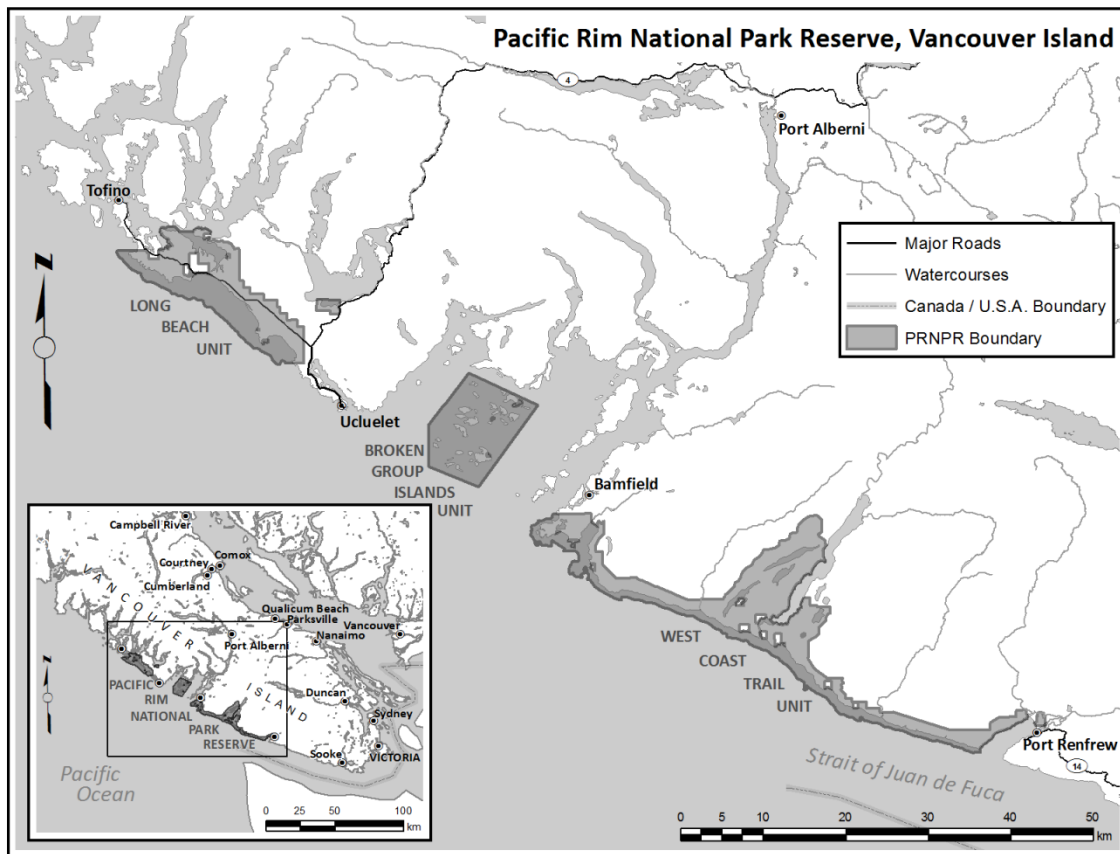 Pacific Rim National Park Reserve, Vancouver Island
4
Port Alberni
Tofino
Major Roads
Watercourses
Canada / U.S.A. Boundary
PRNPR Boundary
z
LONG
BEACH
UNIT
Ucluelet
BROKEN
GROUP
ISLANDS
UNIT
Bamfield
WEST
COAST
TRAIL
UNIT
Port Renfrew
14
Strait of Juan de Fuca
0 5 10 20 30 40 50
km
Campbell River
Comox
Courtney
Cumberland
VANCOUVER
Qualicum Beach
Parksville
Vancouver
Nanaimo
Port Alberni
z
PACIFIC
RIM
NATIONAL
PARK
RESERVE
ISLAND
Duncan
Sydney
Sooke
VICTORIA
Pacific
Ocean
0 25 50 100
km